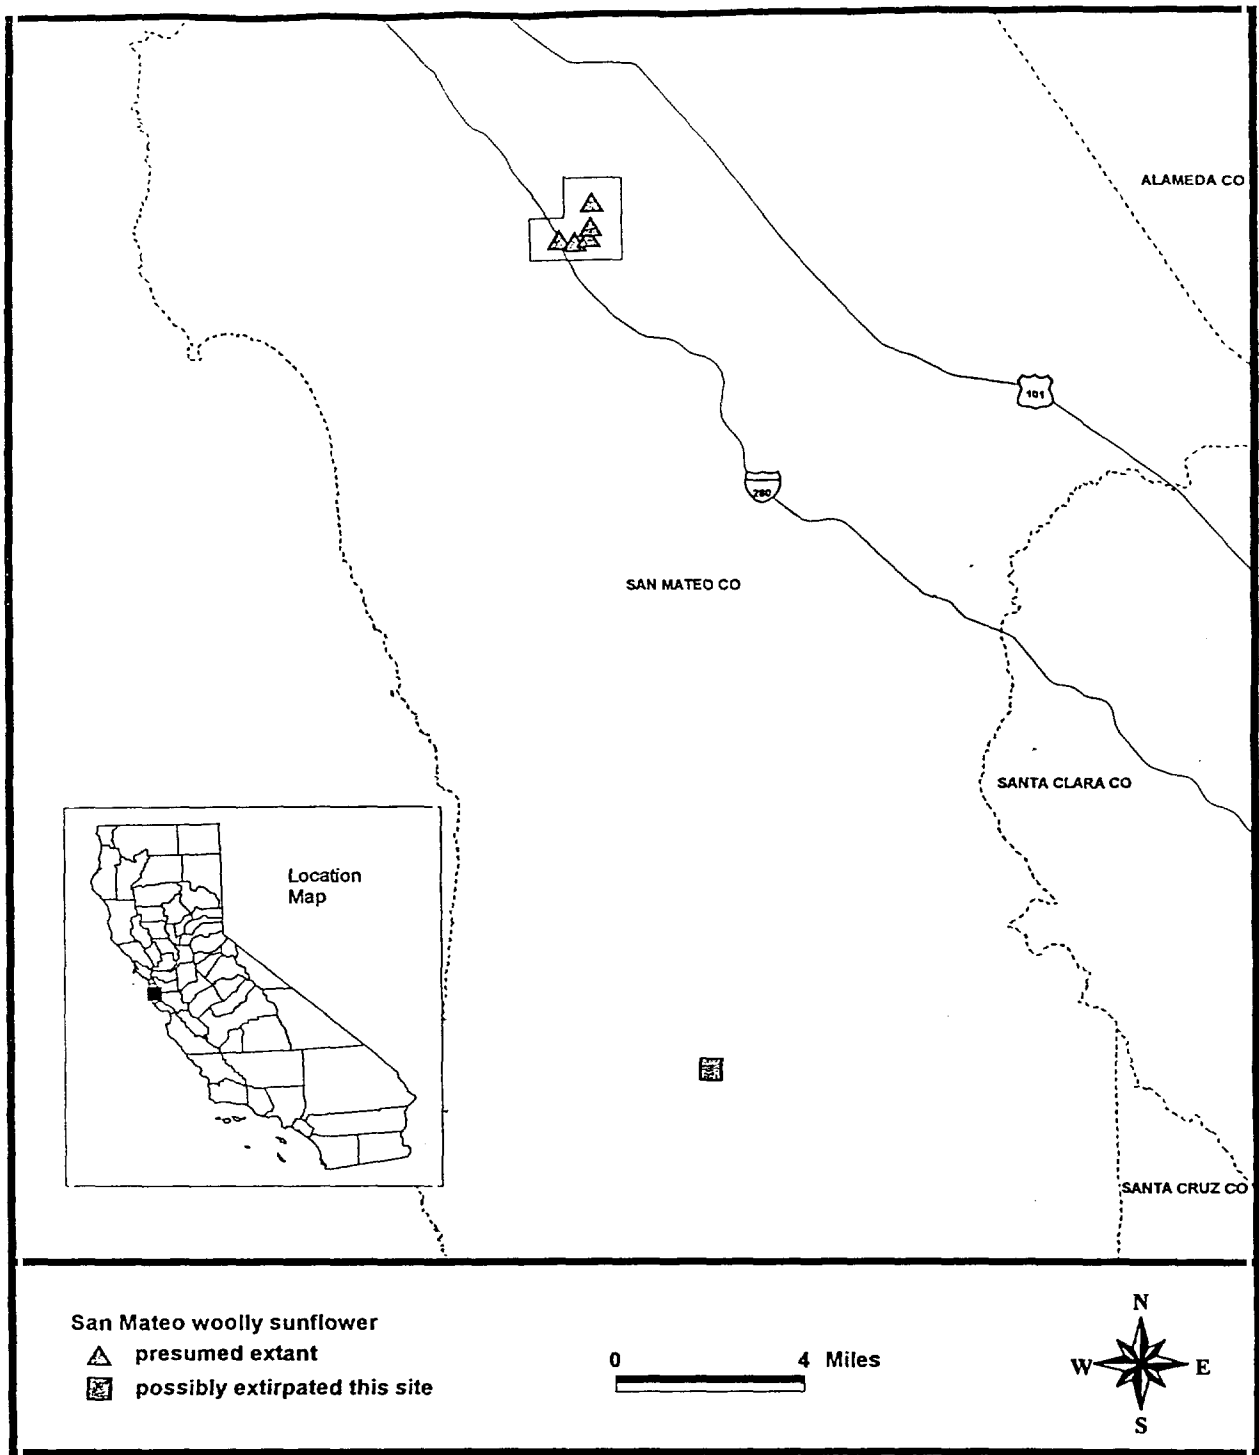 ALAMEDA CO
101
280
SAN MATEO CO
SANTA CLARA CO
Location
Map
SANTA CRUZ CO
San Mateo woolly sunflower
presumed extant
possibly extirpated this site
0 4 Miles
N
W E
S